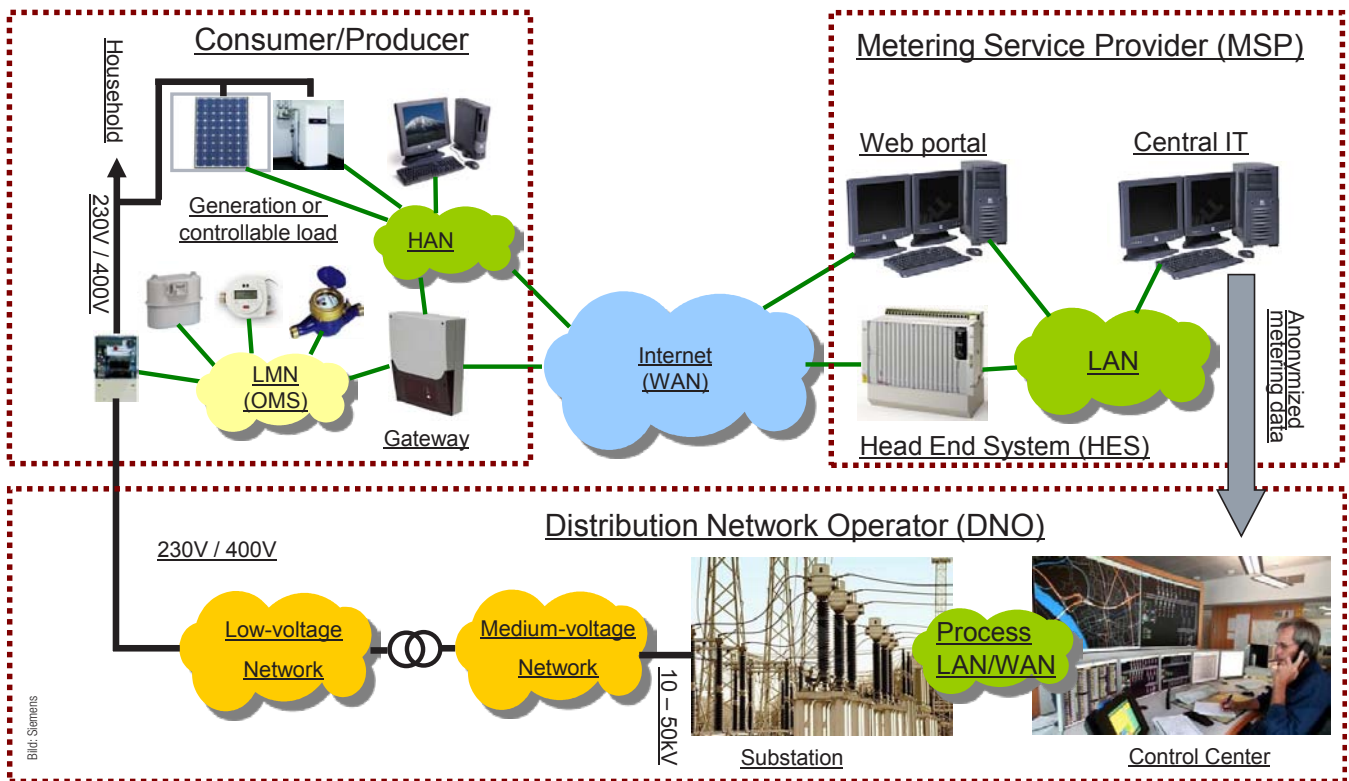 Consumer/Producer
Household
230V / 400V
Generation or
controllable load
HAN
LMN
(OMS)
Gateway
Internet
(WAN)
Metering Service Provider (MSP)
Web portal
Central IT
LAN
Head End System (HES)
Anonymized
metering data
Distribution Network Operator (DNO)
230V / 400V
Low-voltage
Network
Medium-voltage
Network
10 – 50kV
Substation
Process
LAN/WAN
Control Center
Bild: Siemens